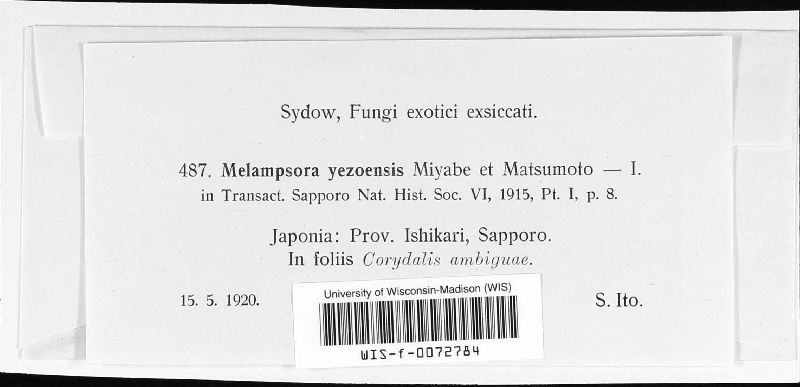 Sydow, Fungi exotici exsiccati.
487. Melampsora yezoensis Miyabe et Matsumoto — I.
in Transact. Sapporo Nat. Hist. Soc. VI, 1915, Pt. I, p. 8.
Japonia: Prov. Ishikari, Sapporo.
In foliis Corydalis ambiguae.
15. 5. 1920.
S. Ito.
University of Wisconsin-Madison (WIS)
WIS-f-0072784